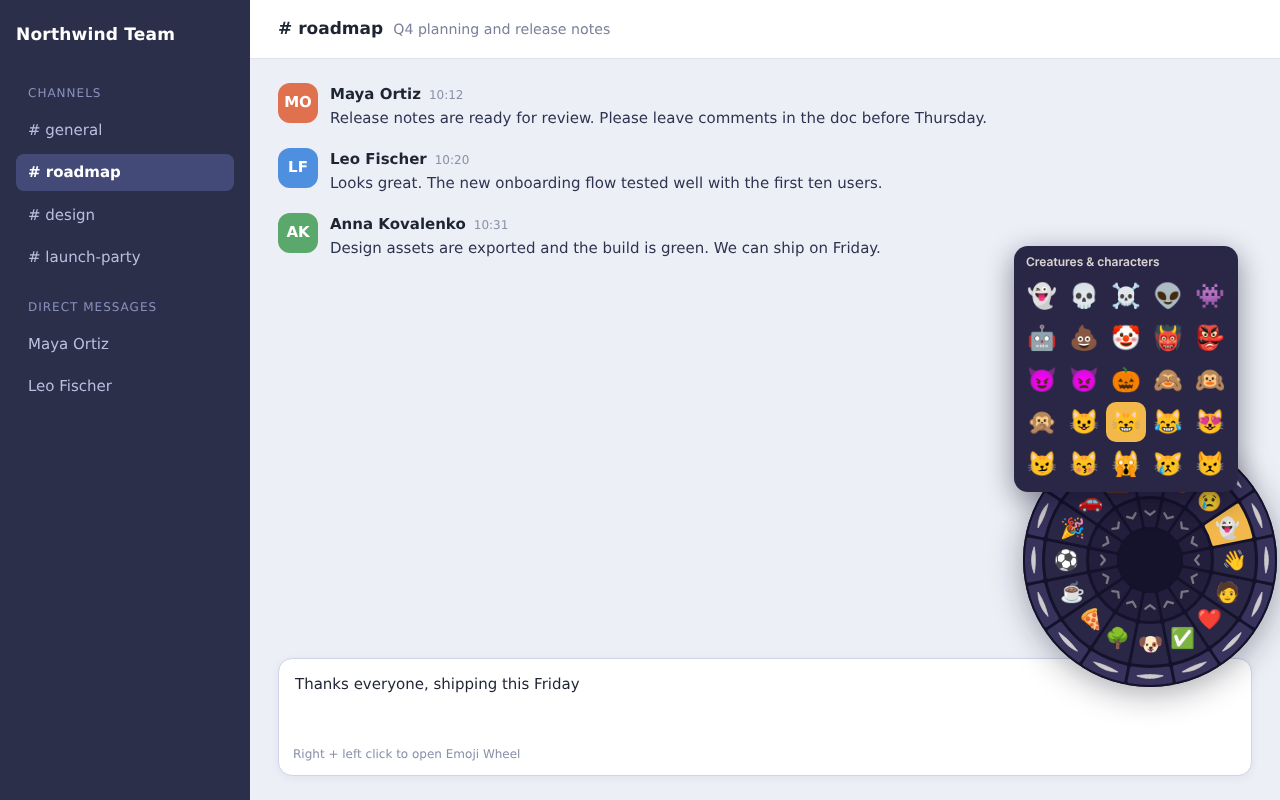 Northwind Team
CHANNELS
# general
# roadmap
# design
# launch-party
DIRECT MESSAGES
Maya Ortiz
Leo Fischer
# roadmap Q4 planning and release notes
MO Maya Ortiz 10:12
Release notes are ready for review. Please leave comments in the doc before Thursday.
LF Leo Fischer 10:20
Looks great. The new onboarding flow tested well with the first ten users.
AK Anna Kovalenko 10:31
Design assets are exported and the build is green. We can ship on Friday.
Creatures & characters
Thanks everyone, shipping this Friday
Right + left click to open Emoji Wheel